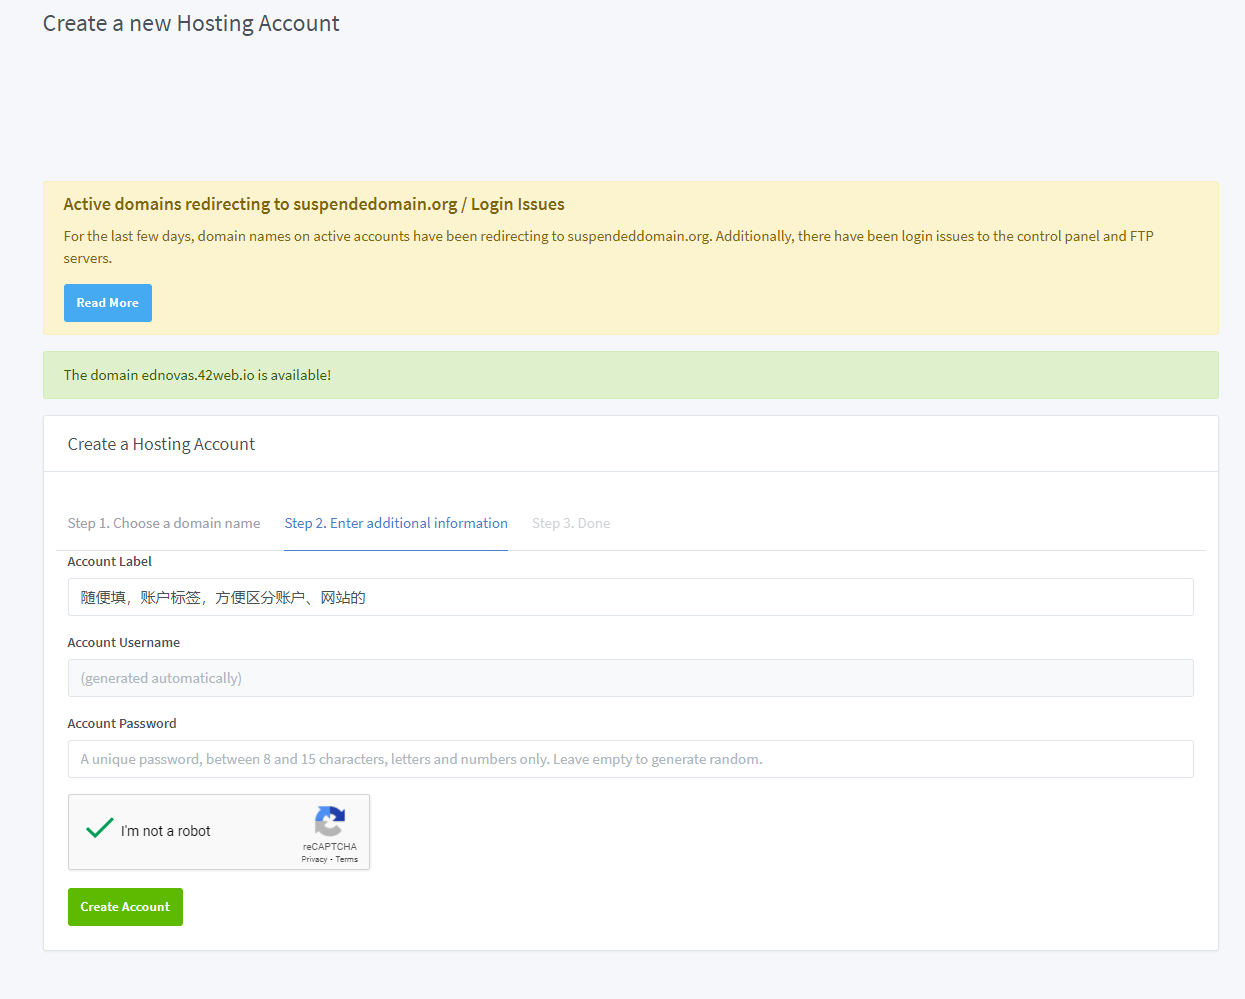 Create a new Hosting Account
Active domains redirecting to suspendedomain.org / Login Issues
For the last few days, domain names on active accounts have been redirecting to suspendeddomain.org. Additionally, there have been login issues to the control panel and FTP
servers.
Read More
The domain ednovas.42web.io is available!
Create a Hosting Account
Step 1. Choose a domain name
Step 2. Enter additional information
Step 3. Done
Account Label
随便填，账户标签，方便区分账户、网站的
Account Username
(generated automatically)
Account Password
A unique password, between 8 and 15 characters, letters and numbers only. Leave empty to generate random.
I'm not a robot
reCAPTCHA
Privacy - Terms
Create Account